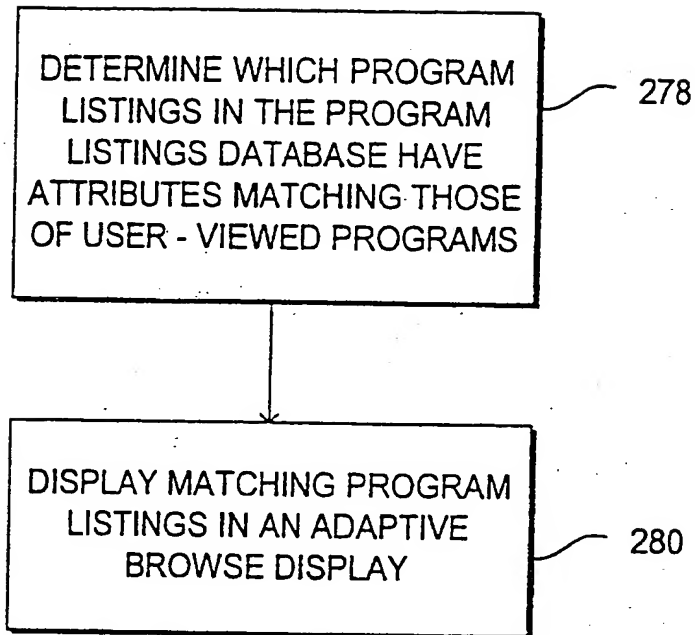 DETERMINE WHICH PROGRAM
LISTINGS IN THE PROGRAM
LISTINGS DATABASE HAVE
ATTRIBUTES MATCHING THOSE
OF USER - VIEWED PROGRAMS
278
DISPLAY MATCHING PROGRAM
LISTINGS IN AN ADAPTIVE
BROWSE DISPLAY
280